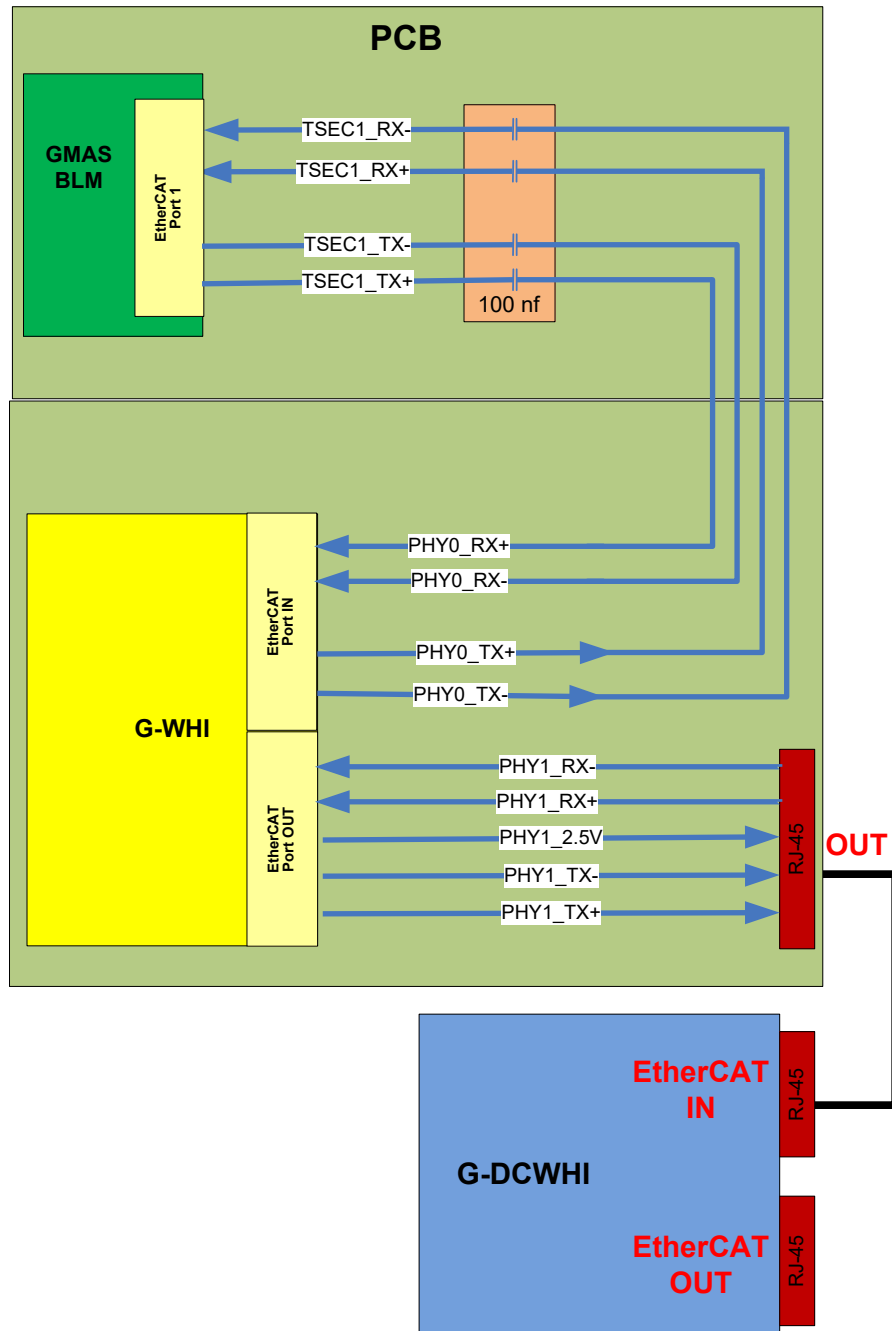 PCB
GMAS
BLM
EtherCAT
Port 1
TSEC1_RX-
TSEC1_RX+
TSEC1_TX-
TSEC1_TX+
100 nf
G-WHI
EtherCAT
Port IN
PHY0_RX+
PHY0_RX-
PHY0_TX+
PHY0_TX-
EtherCAT
Port OUT
PHY1_RX-
PHY1_RX+
PHY1_2.5V
PHY1_TX-
PHY1_TX+
RJ-45
OUT
G-DCWHI
EtherCAT
IN
RJ-45
EtherCAT
OUT
RJ-45